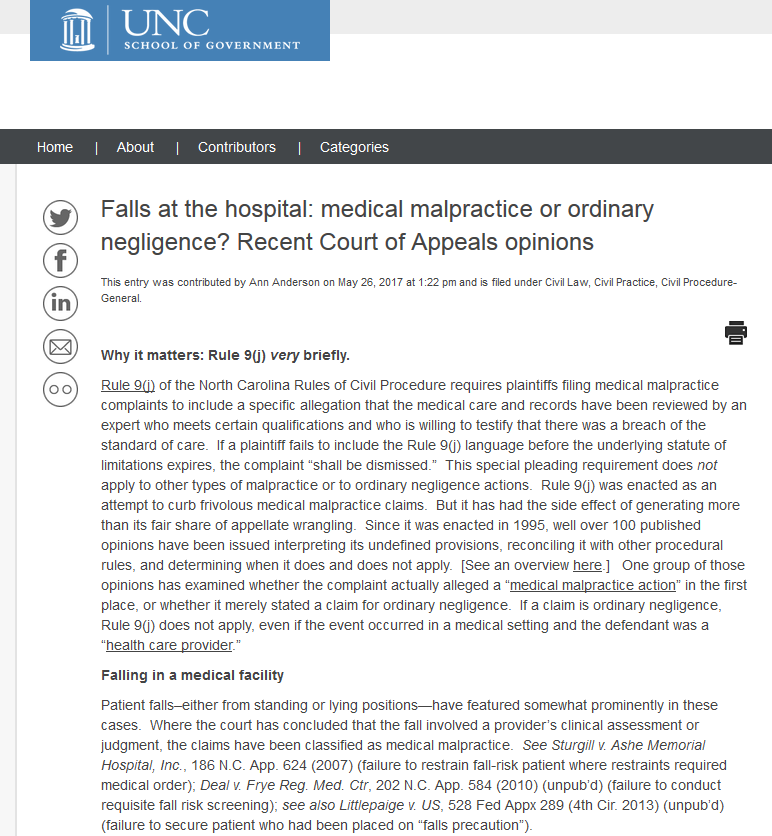 UNC
SCHOOL OF GOVERNMENT
Home | About | Contributors | Categories
Falls at the hospital: medical malpractice or ordinary
negligence? Recent Court of Appeals opinions
This entry was contributed by Ann Anderson on May 26, 2017 at 1:22 pm and is filed under Civil Law, Civil Practice, Civil Procedure-
General.
Why it matters: Rule 9(j) very briefly.
Rule 9(j) of the North Carolina Rules of Civil Procedure requires plaintiffs filing medical malpractice
complaints to include a specific allegation that the medical care and records have been reviewed by an
expert who meets certain qualifications and who is willing to testify that there was a breach of the
standard of care.  If a plaintiff fails to include the Rule 9(j) language before the underlying statute of
limitations expires, the complaint “shall be dismissed.”  This special pleading requirement does not
apply to other types of malpractice or to ordinary negligence actions.  Rule 9(j) was enacted as an
attempt to curb frivolous medical malpractice claims.  But it has had the side effect of generating more
than its fair share of appellate wrangling.  Since it was enacted in 1995, well over 100 published
opinions have been issued interpreting its undefined provisions, reconciling it with other procedural
rules, and determining when it does and does not apply.  [See an overview here.]   One group of those
opinions has examined whether the complaint actually alleged a “medical malpractice action” in the first
place, or whether it merely stated a claim for ordinary negligence.  If a claim is ordinary negligence,
Rule 9(j) does not apply, even if the event occurred in a medical setting and the defendant was a
“health care provider.”
Falling in a medical facility
Patient falls–either from standing or lying positions—have featured somewhat prominently in these
cases.  Where the court has concluded that the fall involved a provider’s clinical assessment or
judgment, the claims have been classified as medical malpractice.  See Sturgill v. Ashe Memorial
Hospital, Inc., 186 N.C. App. 624 (2007) (failure to restrain fall-risk patient where restraints required
medical order); Deal v. Frye Reg. Med. Ctr, 202 N.C. App. 584 (2010) (unpub’d) (failure to conduct
requisite fall risk screening); see also Littlepaige v. US, 528 Fed Appx 289 (4th Cir. 2013) (unpub’d)
(failure to secure patient who had been placed on “falls precaution”).